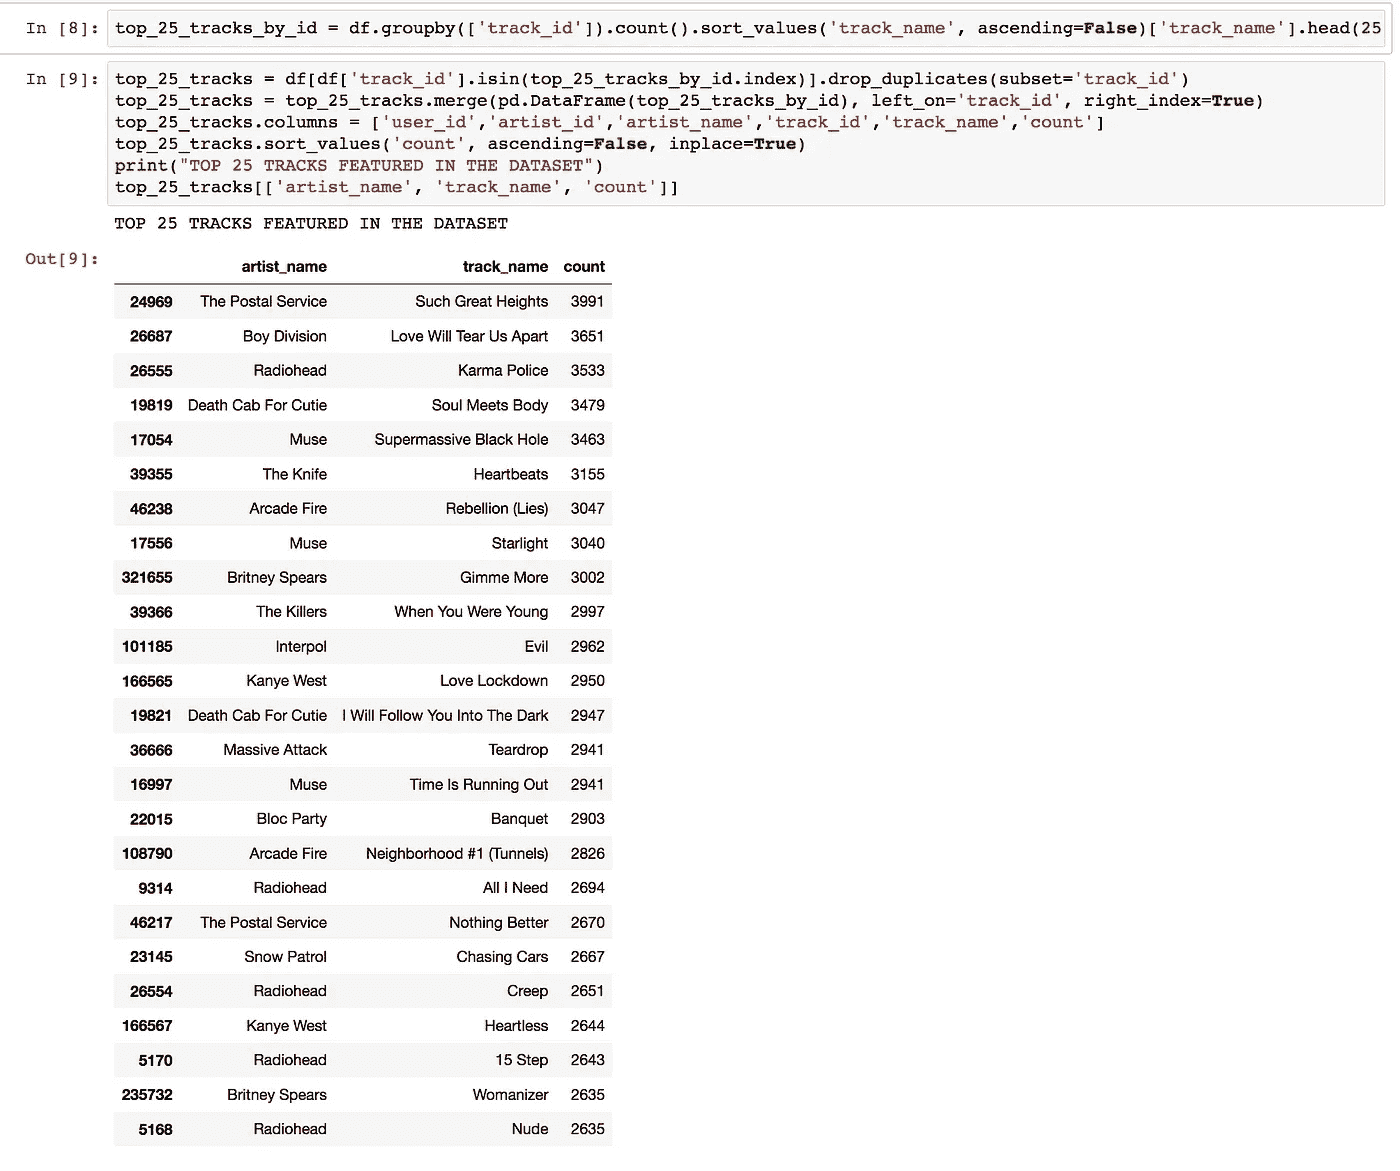 In [8]: top_25_tracks_by_id = df.groupby(['track_id']).count().sort_values('track_name', ascending=False)['track_name'].head(25
In [9]: top_25_tracks = df[df['track_id'].isin(top_25_tracks_by_id.index)].drop_duplicates(subset='track_id')
top_25_tracks = top_25_tracks.merge(pd.DataFrame(top_25_tracks_by_id), left_on='track_id', right_index=True)
top_25_tracks.columns = ['user_id','artist_id','artist_name','track_id','track_name','count']
top_25_tracks.sort_values('count', ascending=False, inplace=True)
print("TOP 25 TRACKS FEATURED IN THE DATASET")
top_25_tracks[['artist_name', 'track_name', 'count']]
TOP 25 TRACKS FEATURED IN THE DATASET
Out[9]:
artist_name track_name count
24969 The Postal Service Such Great Heights 3991
26687 Boy Division Love Will Tear Us Apart 3651
26555 Radiohead Karma Police 3533
19819 Death Cab For Cutie Soul Meets Body 3479
17054 Muse Supermassive Black Hole 3463
39355 The Knife Heartbeats 3155
46238 Arcade Fire Rebellion (Lies) 3047
17556 Muse Starlight 3040
321655 Britney Spears Gimme More 3002
39366 The Killers When You Were Young 2997
101185 Interpol Evil 2962
166565 Kanye West Love Lockdown 2950
19821 Death Cab For Cutie I Will Follow You Into The Dark 2947
36666 Massive Attack Teardrop 2941
16997 Muse Time Is Running Out 2941
22015 Bloc Party Banquet 2903
108790 Arcade Fire Neighborhood #1 (Tunnels) 2826
9314 Radiohead All I Need 2694
46217 The Postal Service Nothing Better 2670
23145 Snow Patrol Chasing Cars 2667
26554 Radiohead Creep 2651
166567 Kanye West Heartless 2644
5170 Radiohead 15 Step 2643
235732 Britney Spears Womanizer 2635
5168 Radiohead Nude 2635